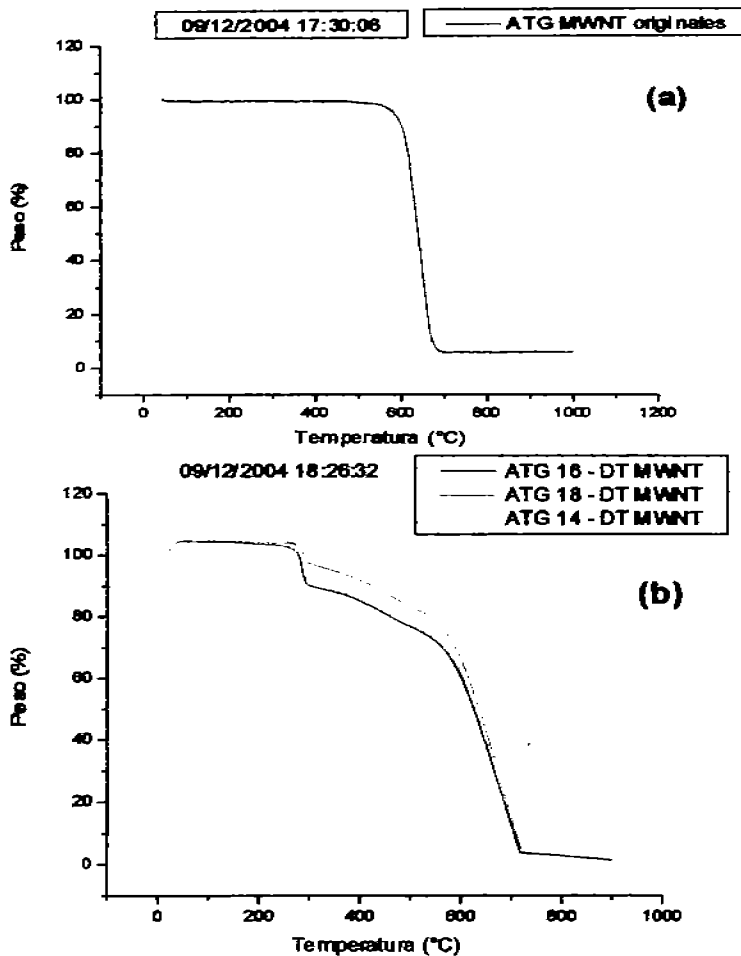 09/12/2004 17:30:06
ATG MWNT originales
120
100
80
60
40
20
0
Peso (%)
(a)
0 200 400 600 800 1000 1200
Temperatura (°C)
09/12/2004 18:26:32
ATG 16 - DT MWNT
ATG 18 - DT MWNT
ATG 14 - DT MWNT
120
100
80
60
40
20
0
Peso (%)
(b)
0 200 400 600 800 1000
Temperatura (°C)